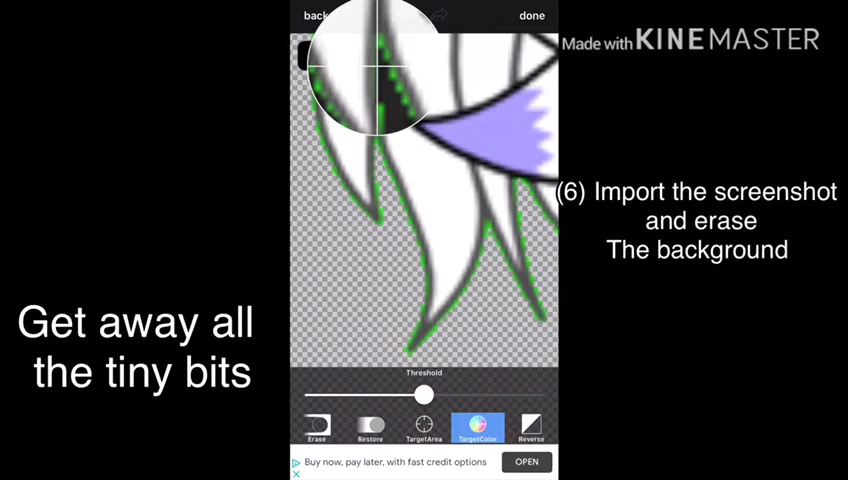 back
done
Made with KINEMASTER
(6) Import the screenshot
and erase
The background
Get away all
the tiny bits
Threshold
Erase
Restore
TargetArea
TargetColor
Reverse
Buy now, pay later, with fast credit options
OPEN